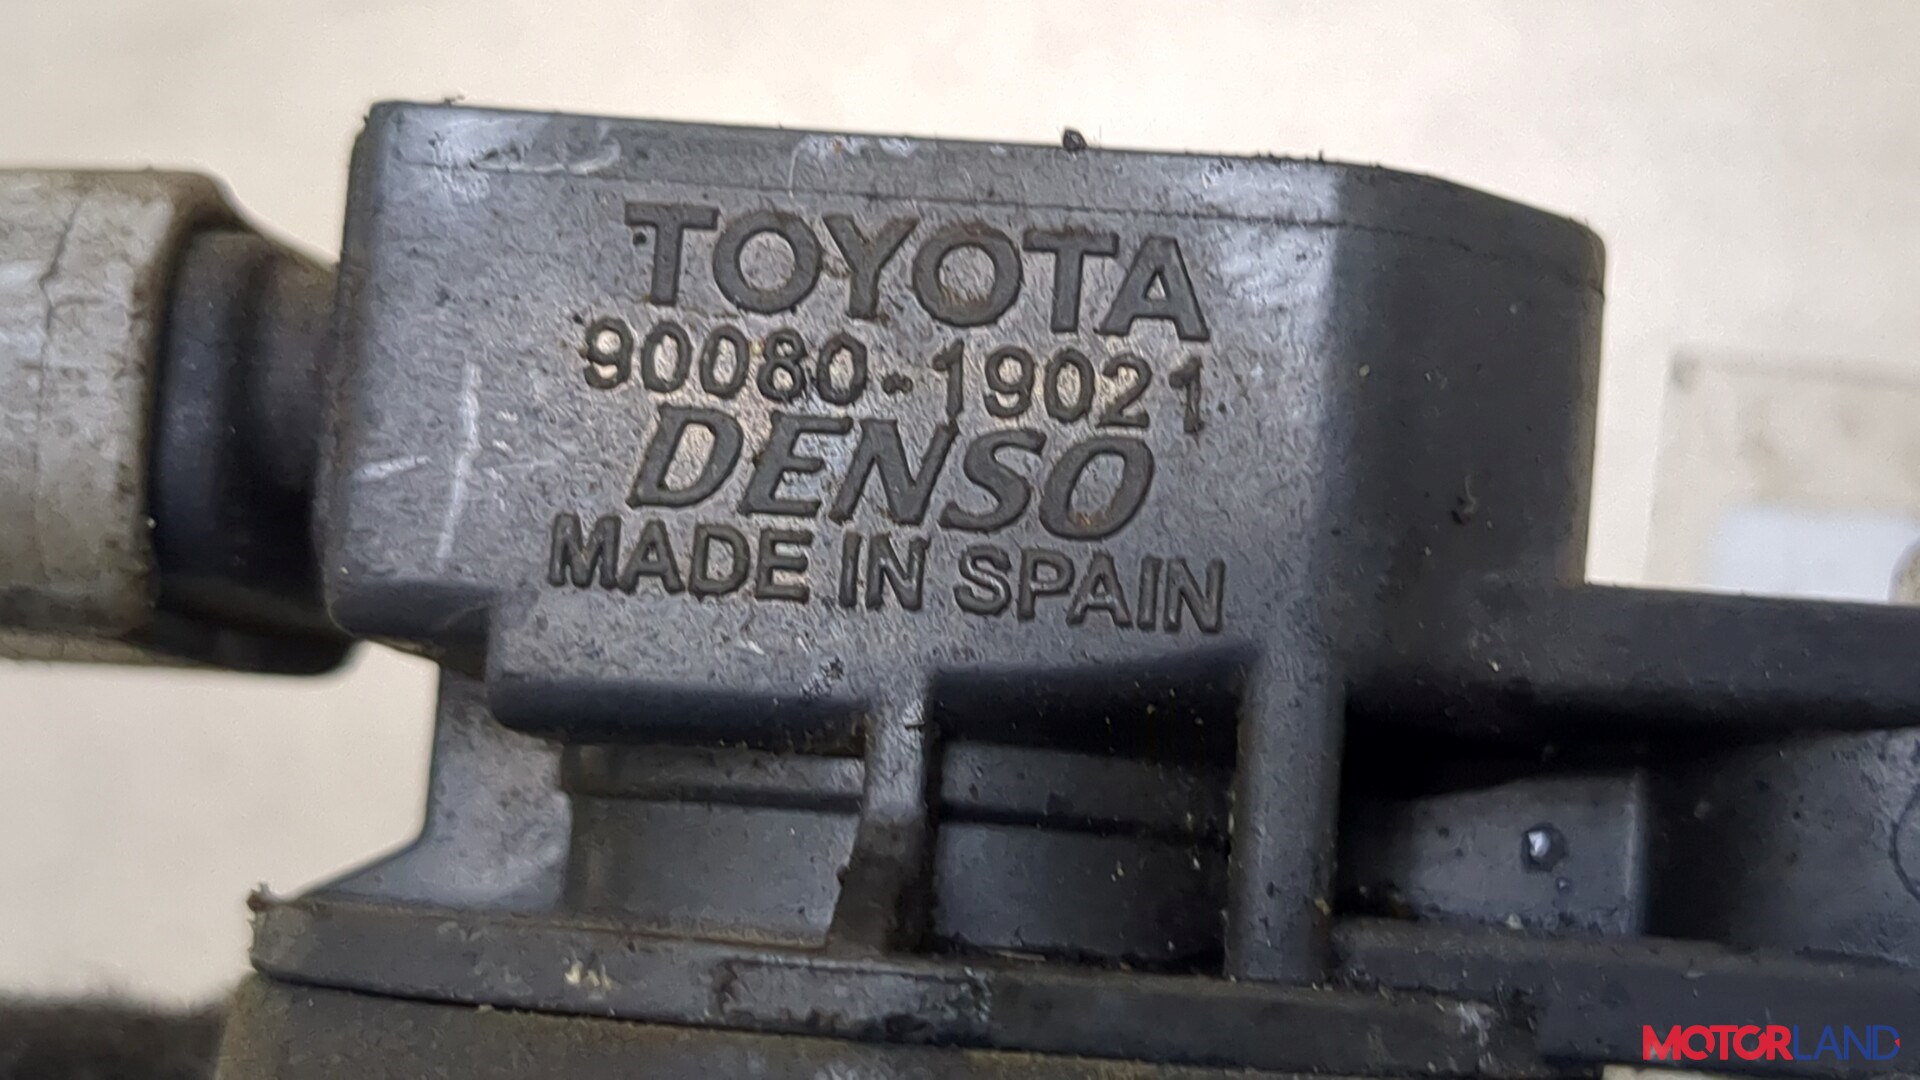 TOYOTA
90080-19021
DENSO
MADE IN SPAIN
MOTORLAND